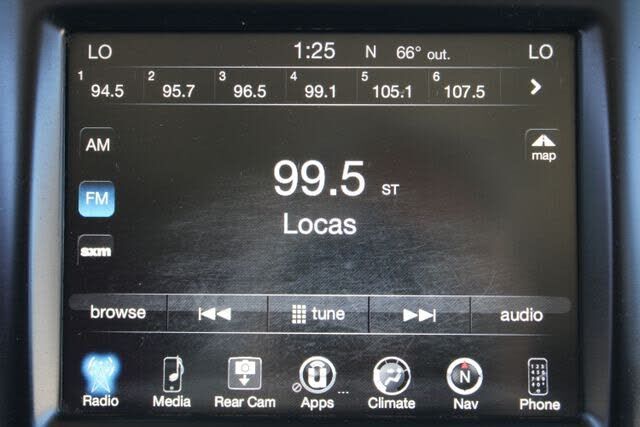 LO 1:25 N 66° out. LO
1 94.5 2 95.7 3 96.5 4 99.1 5 105.1 6 107.5
AM
map
99.5 ST
FM
Locas
sxm
browse tune audio
Radio Media Rear Cam Apps ... Climate Nav Phone